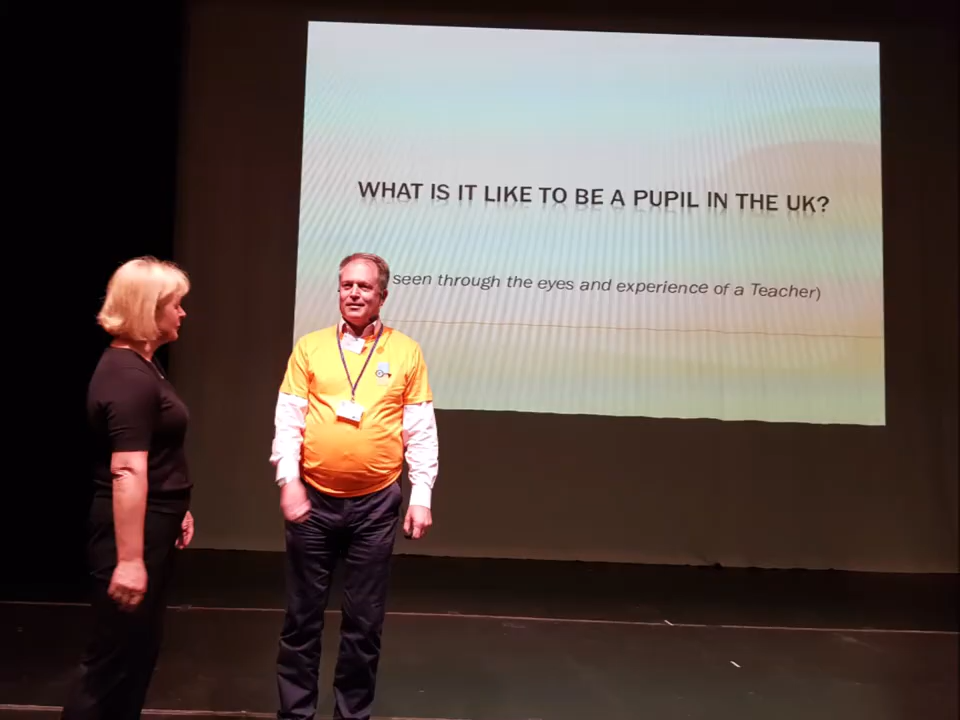 WHAT IS IT LIKE TO BE A PUPIL IN THE UK?
seen through the eyes and experience of a Teacher)